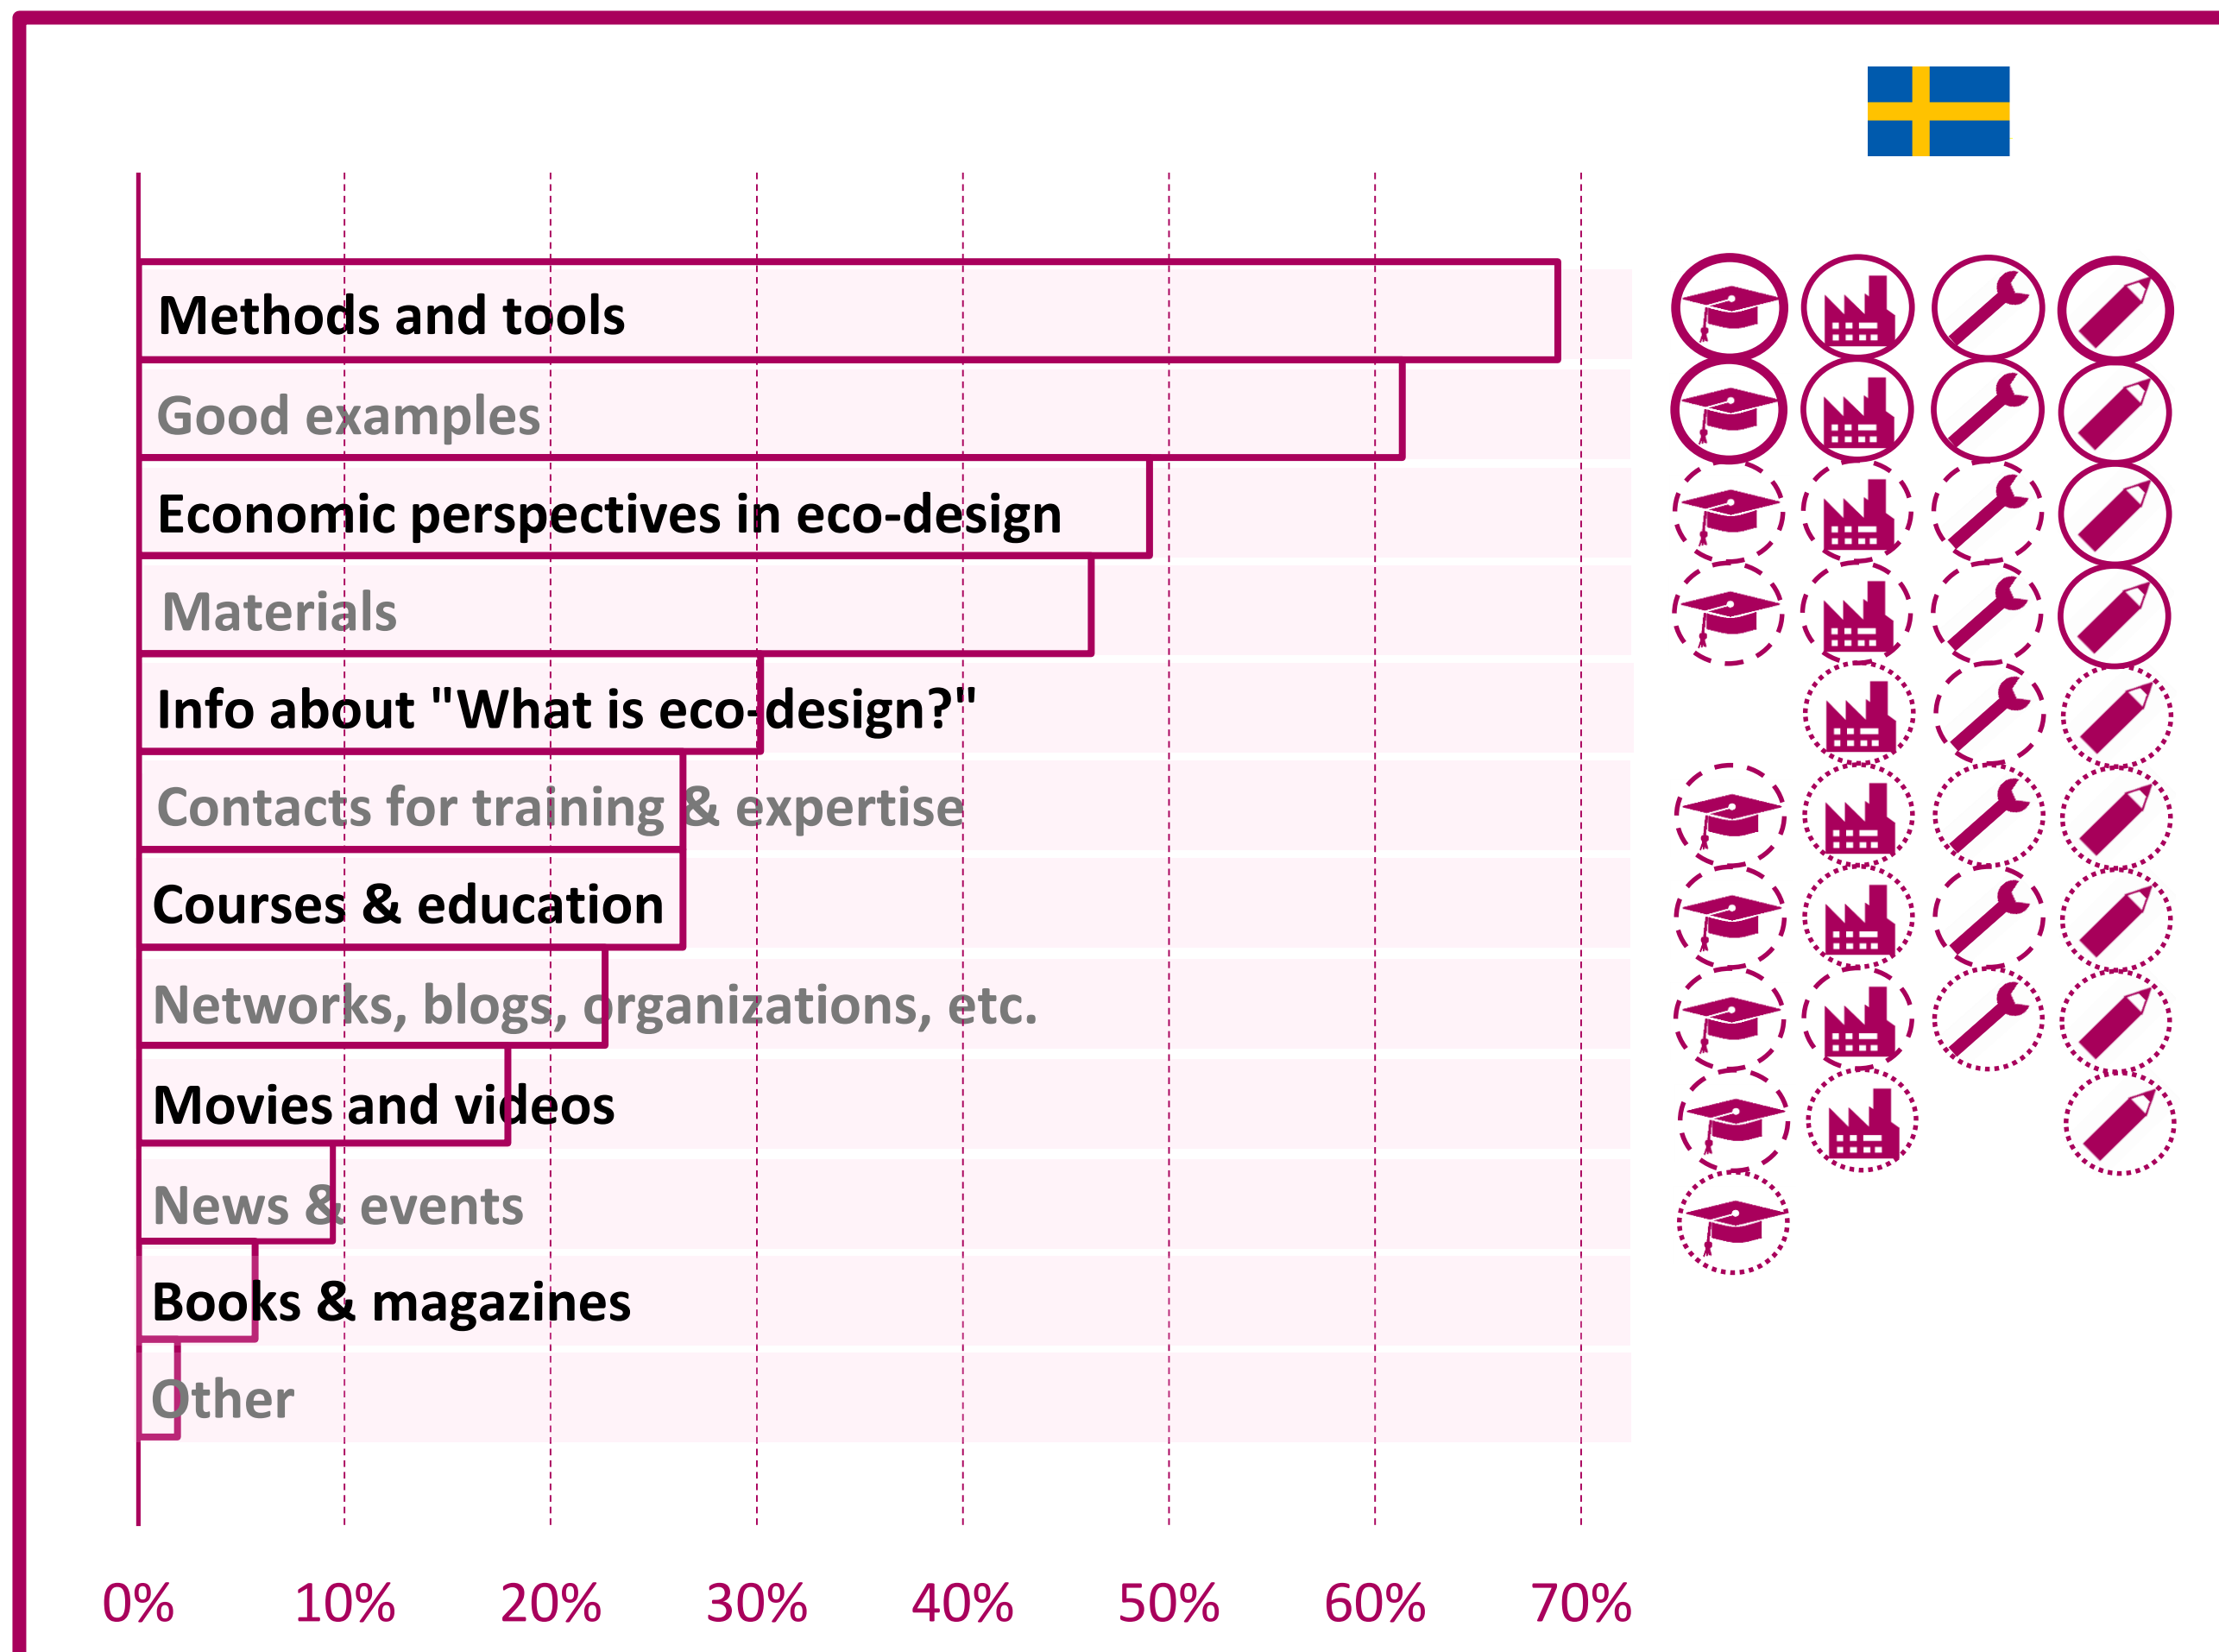 Methods and tools
Good examples
Economic perspectives in eco-design
Materials
Info about "What is eco-design?"
Contacts for training & expertise
Courses & education
Networks, blogs, organizations, etc.
Movies and videos
News & events
Books & magazines
Other
0% 10% 20% 30% 40% 50% 60% 70%